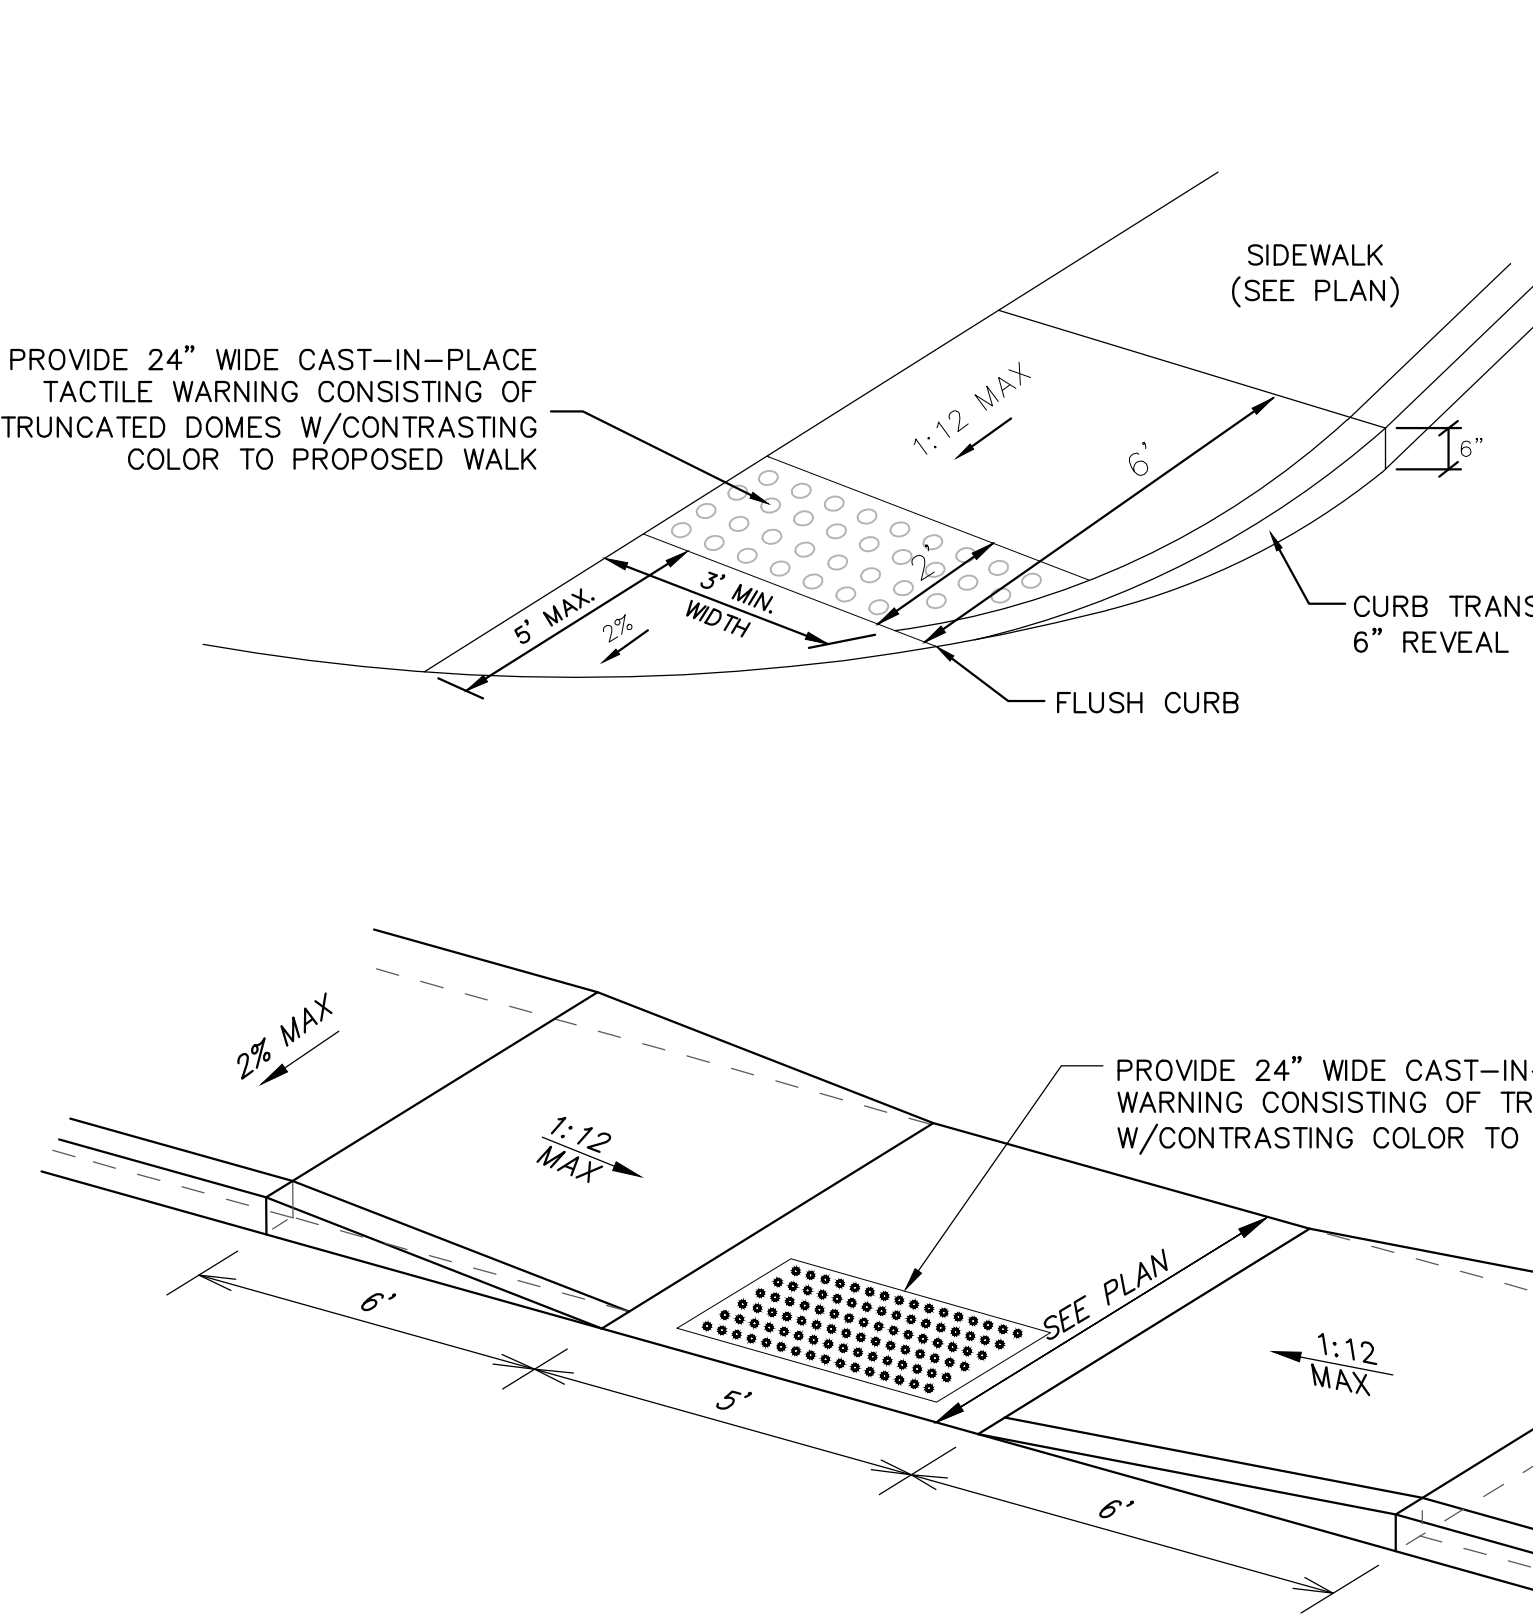 SIDEWALK
(SEE PLAN)
PROVIDE 24" WIDE CAST-IN-PLACE
TACTILE WARNING CONSISTING OF
TRUNCATED DOMES W/CONTRASTING
COLOR TO PROPOSED WALK
1:12 MAX
6'
6"
2'
3' MIN.
WIDTH
5' MAX.
2%
CURB TRANS
6" REVEAL
FLUSH CURB
2% MAX
PROVIDE 24" WIDE CAST-IN-
WARNING CONSISTING OF TR
W/CONTRASTING COLOR TO
1:12
MAX
SEE PLAN
6'
1:12
MAX
5'
6'